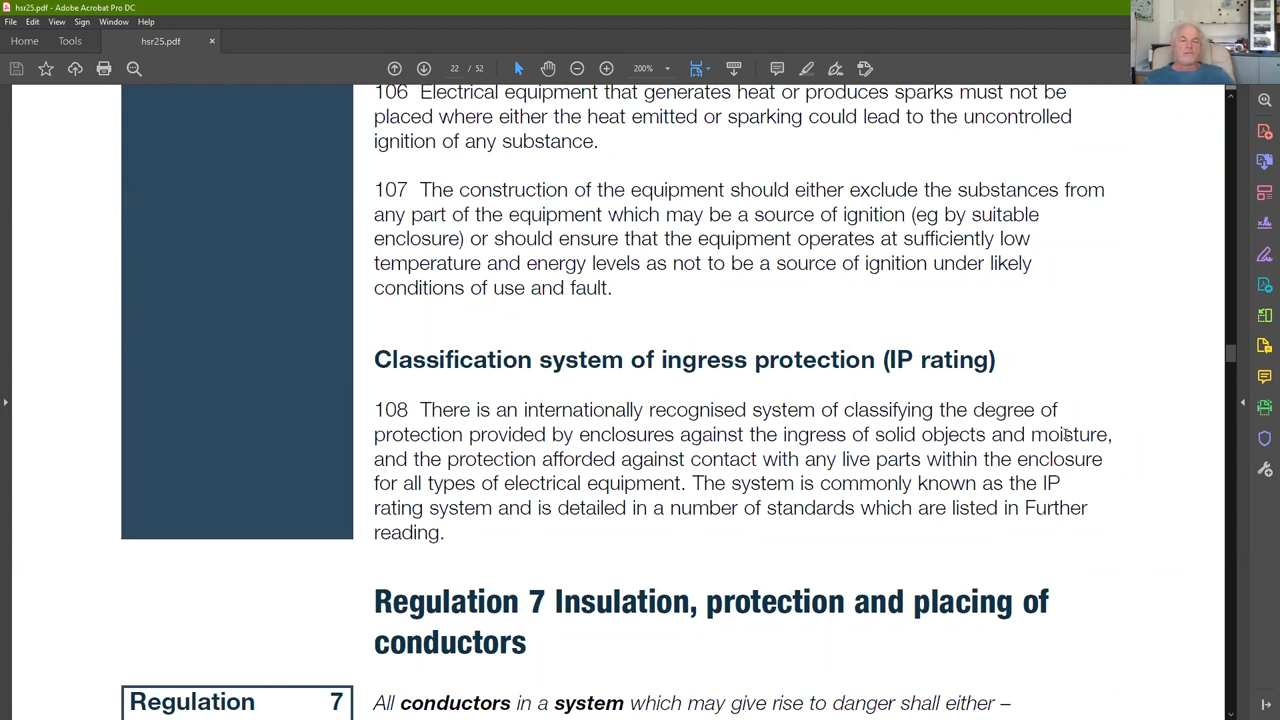 hsr25.pdf - Adobe Acrobat Pro DC
File Edit View Sign Window Help
Home Tools hsr25.pdf ×
22 / 52 200%
106 Electrical equipment that generates heat or produces sparks must not be
placed where either the heat emitted or sparking could lead to the uncontrolled
ignition of any substance.
107 The construction of the equipment should either exclude the substances from
any part of the equipment which may be a source of ignition (eg by suitable
enclosure) or should ensure that the equipment operates at sufficiently low
temperature and energy levels as not to be a source of ignition under likely
conditions of use and fault.
Classification system of ingress protection (IP rating)
108 There is an internationally recognised system of classifying the degree of
protection provided by enclosures against the ingress of solid objects and moisture,
and the protection afforded against contact with any live parts within the enclosure
for all types of electrical equipment. The system is commonly known as the IP
rating system and is detailed in a number of standards which are listed in Further
reading.
Regulation 7 Insulation, protection and placing of
conductors
Regulation 7
All conductors in a system which may give rise to danger shall either –